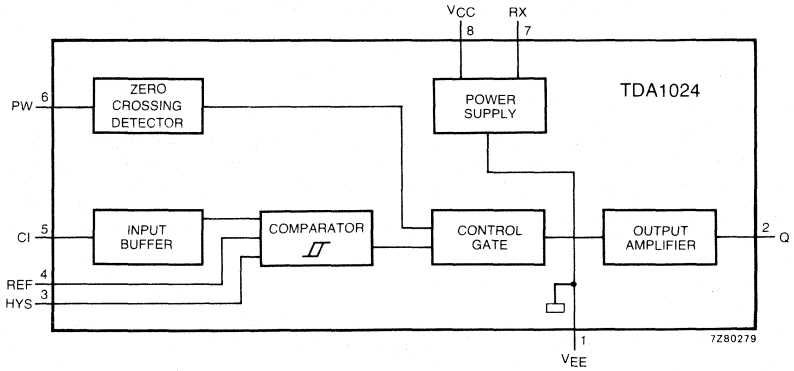 VCC RX
8 7
TDA1024
6
PW
ZERO
CROSSING
DETECTOR
POWER
SUPPLY
5
CI
INPUT
BUFFER
COMPARATOR
CONTROL
GATE
OUTPUT
AMPLIFIER
2
Q
4
REF
3
HYS
1
7Z80279
VEE